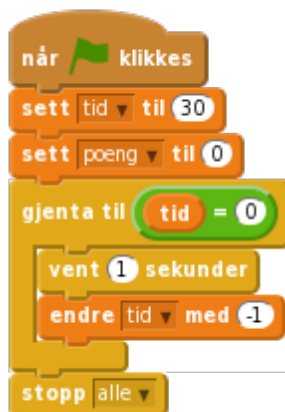 når klikkes
sett tid til 30
sett poeng til 0
gjenta til tid = 0
vent 1 sekunder
endre tid med -1
stopp alle